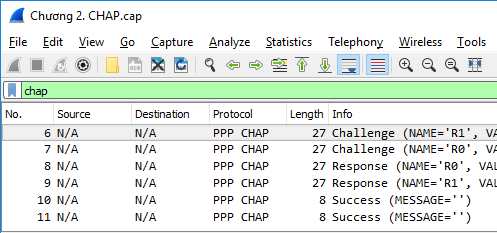 Chương 2. CHAP.cap
File Edit View Go Capture Analyze Statistics Telephony Wireless Tools
chap
No. Source Destination Protocol Length Info
6 N/A N/A PPP CHAP 27 Challenge (NAME='R1', VA
7 N/A N/A PPP CHAP 27 Challenge (NAME='R0', VA
8 N/A N/A PPP CHAP 27 Response (NAME='R0', VAL
9 N/A N/A PPP CHAP 27 Response (NAME='R1', VAL
10 N/A N/A PPP CHAP 8 Success (MESSAGE='')
11 N/A N/A PPP CHAP 8 Success (MESSAGE='')